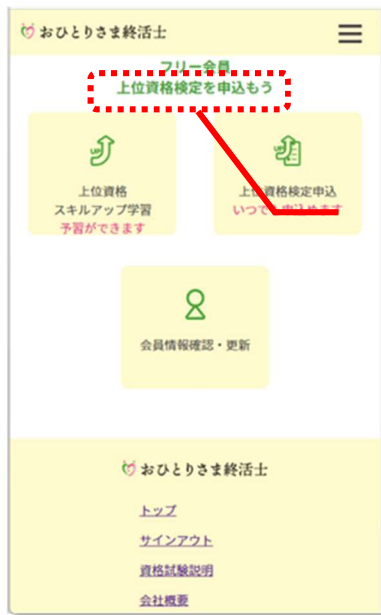 おひとりさま終活士
フリー会員
上位資格検定を申込もう
上位資格
スキルアップ学習
予習ができます
上位資格検定申込
いつでも申込めます
会員情報確認・更新
おひとりさま終活士
トップ
サインアウト
資格試験説明
会社概要